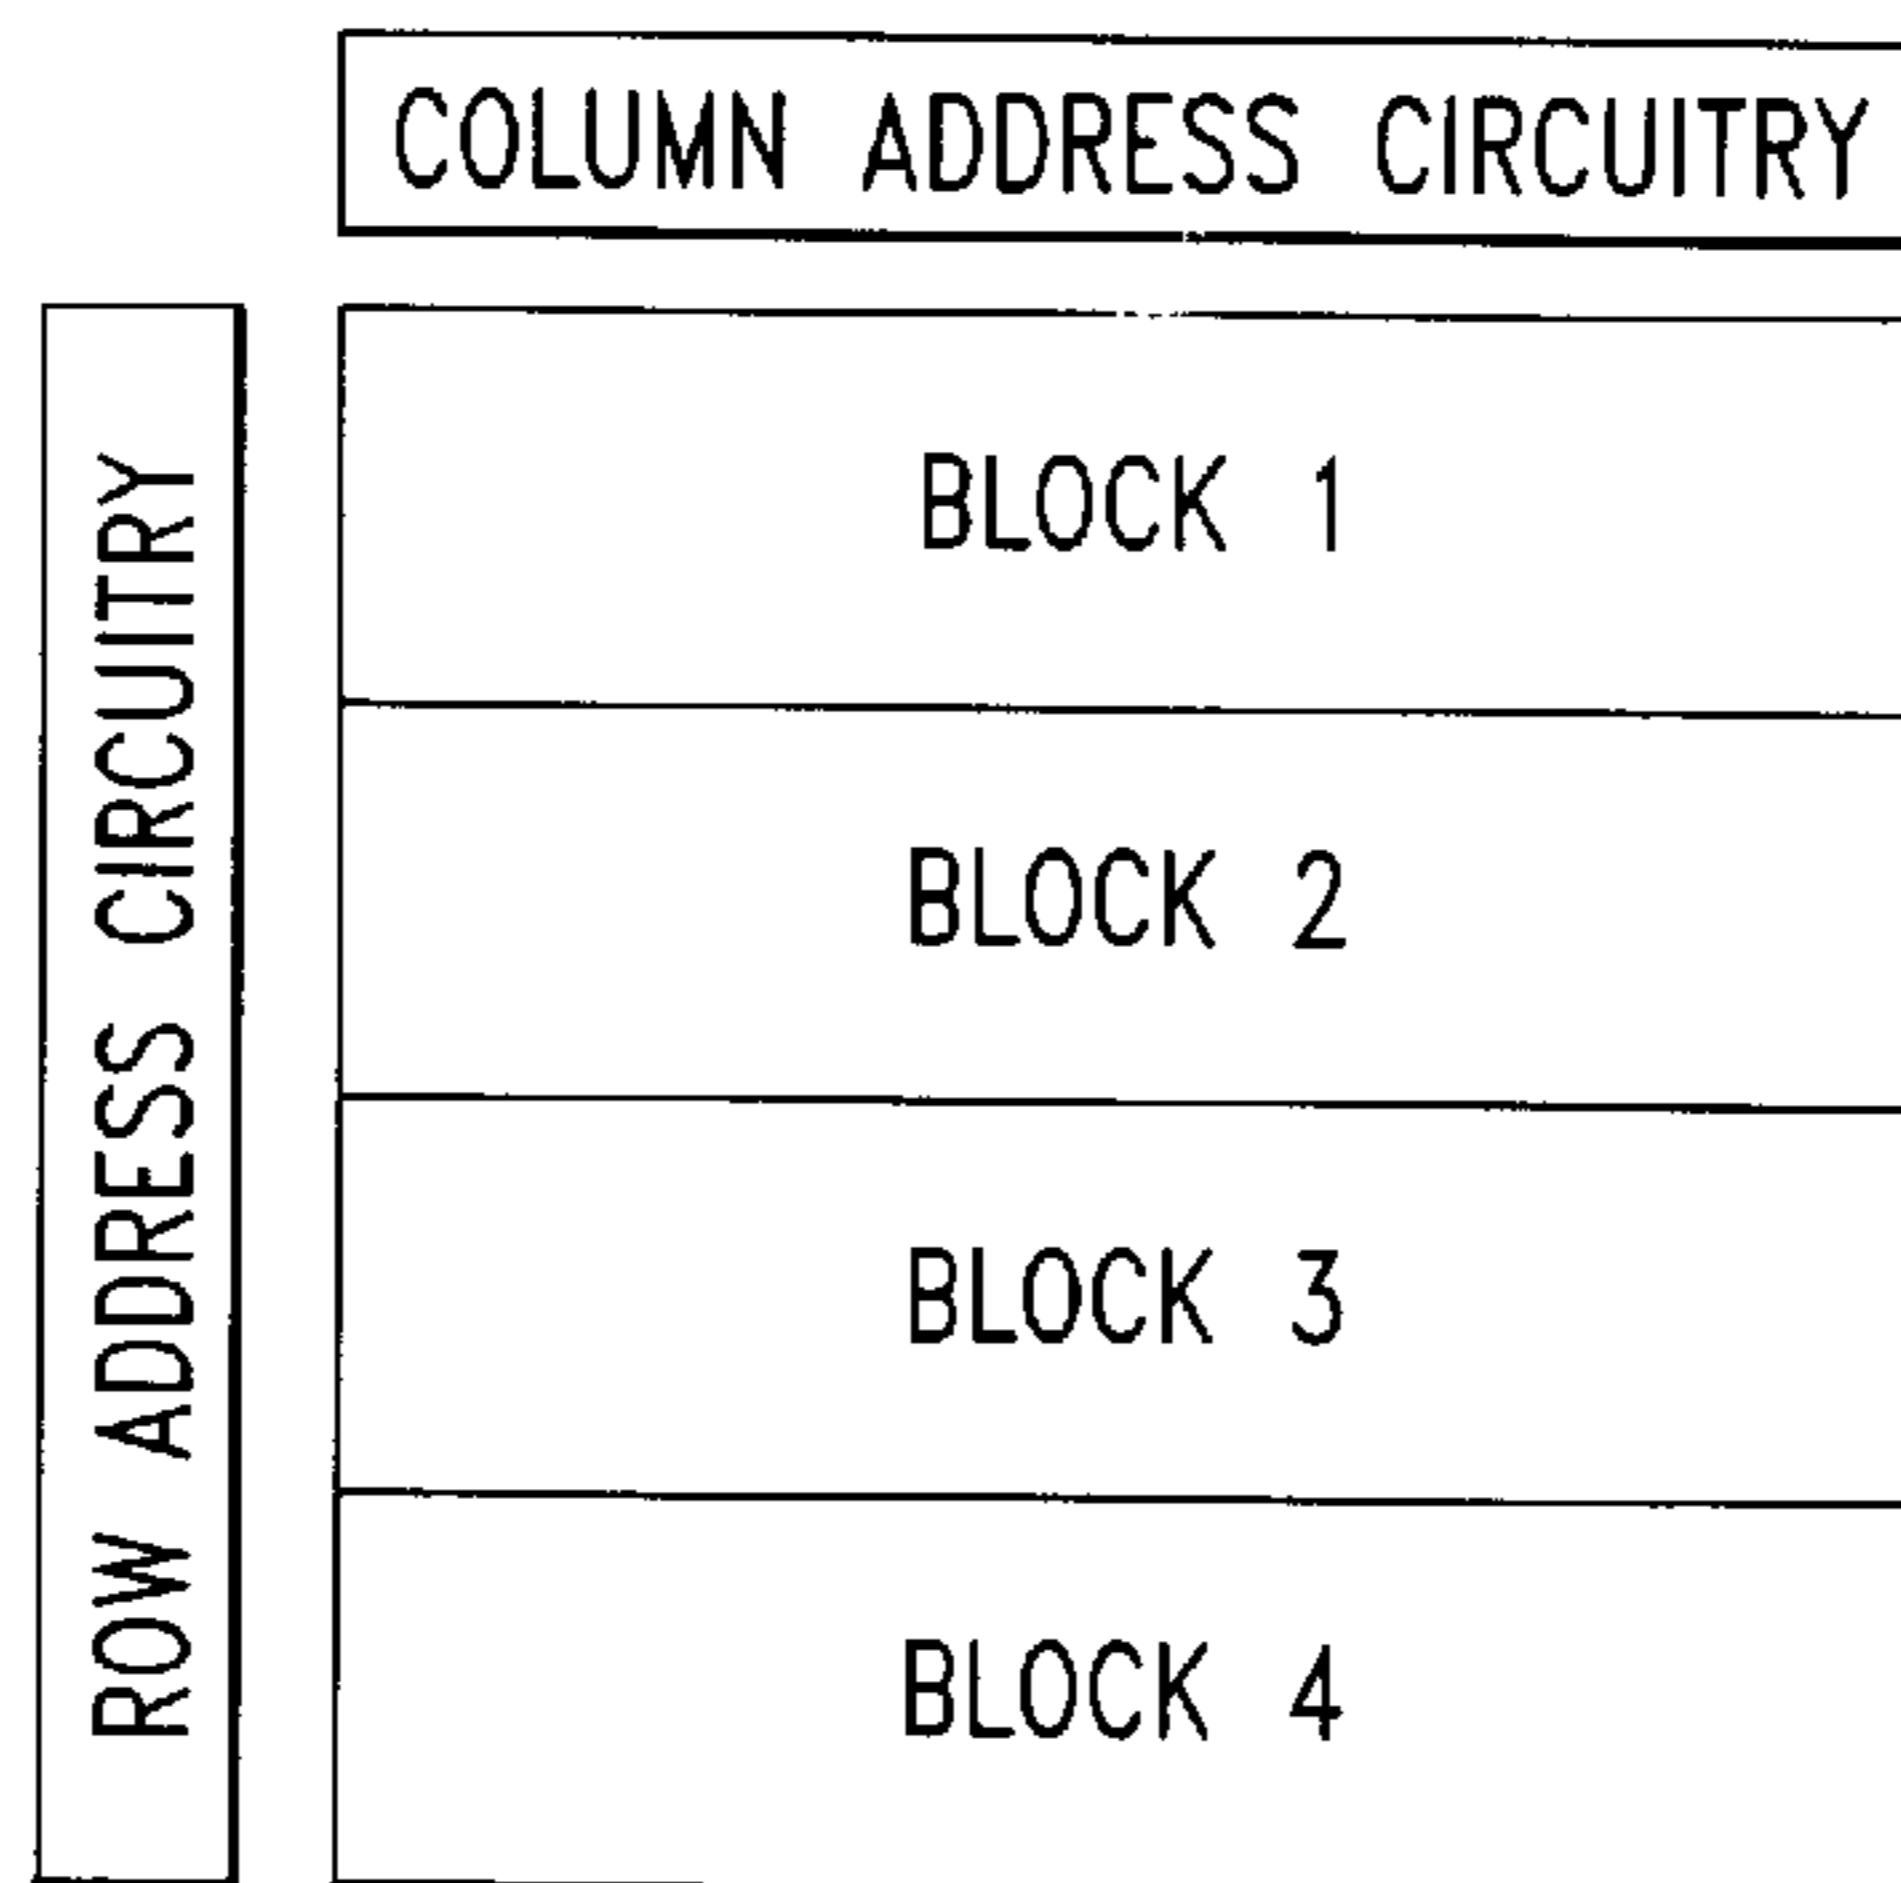 COLUMN ADDRESS CIRCUITRY
ROW ADDRESS CIRCUITRY
BLOCK 1
BLOCK 2
BLOCK 3
BLOCK 4